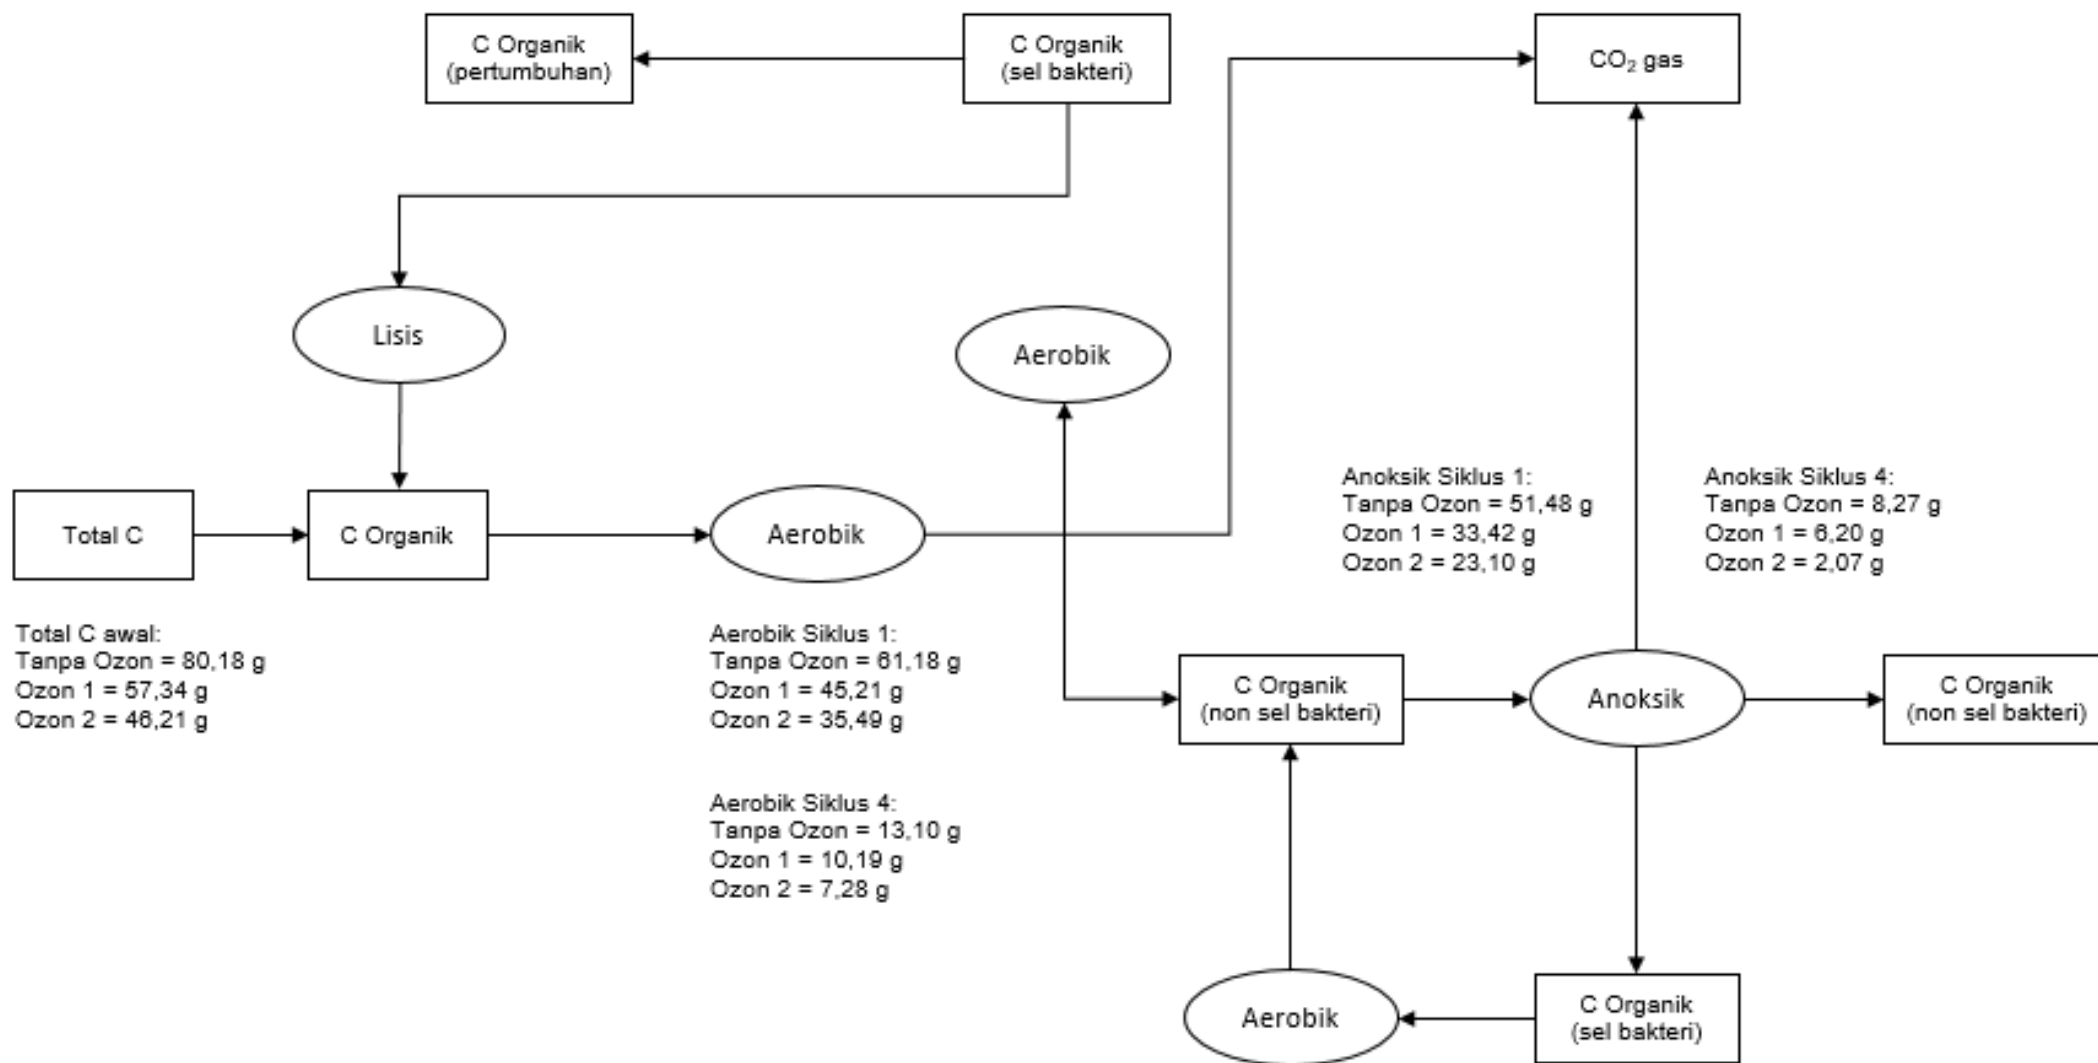 C Organik
(pertumbuhan)
C Organik
(sel bakteri)
CO₂ gas
Lisis
Aerobik
Total C
C Organik
Aerobik
Anoksik Siklus 1:
Tanpa Ozon = 51,48 g
Ozon 1 = 33,42 g
Ozon 2 = 23,10 g
Anoksik Siklus 4:
Tanpa Ozon = 8,27 g
Ozon 1 = 6,20 g
Ozon 2 = 2,07 g
Total C awal:
Tanpa Ozon = 80,18 g
Ozon 1 = 57,34 g
Ozon 2 = 46,21 g
Aerobik Siklus 1:
Tanpa Ozon = 61,18 g
Ozon 1 = 45,21 g
Ozon 2 = 35,49 g
C Organik
(non sel bakteri)
Anoksik
C Organik
(non sel bakteri)
Aerobik Siklus 4:
Tanpa Ozon = 13,10 g
Ozon 1 = 10,19 g
Ozon 2 = 7,28 g
Aerobik
C Organik
(sel bakteri)